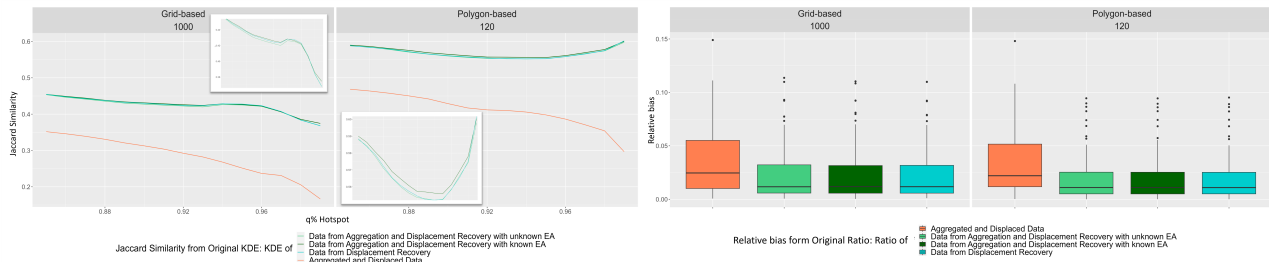 Grid-based
1000
Polygon-based
120
Jaccard Similarity
0.6
0.5
0.4
0.3
0.2
0.88
0.92
0.96
0.88
0.92
0.96
q% Hotspot
Jaccard Similarity from Original KDE: KDE of
Data from Aggregation and Displacement Recovery with unknown EA
Data from Aggregation and Displacement Recovery with known EA
Data from Displacement Recovery
Aggregated and Displaced Data
Grid-based
1000
Polygon-based
120
Relative bias
0.15
0.10
0.05
0.00
Relative bias form Original Ratio: Ratio of
Aggregated and Displaced Data
Data from Aggregation and Displacement Recovery with unknown EA
Data from Aggregation and Displacement Recovery with known EA
Data from Displacement Recovery